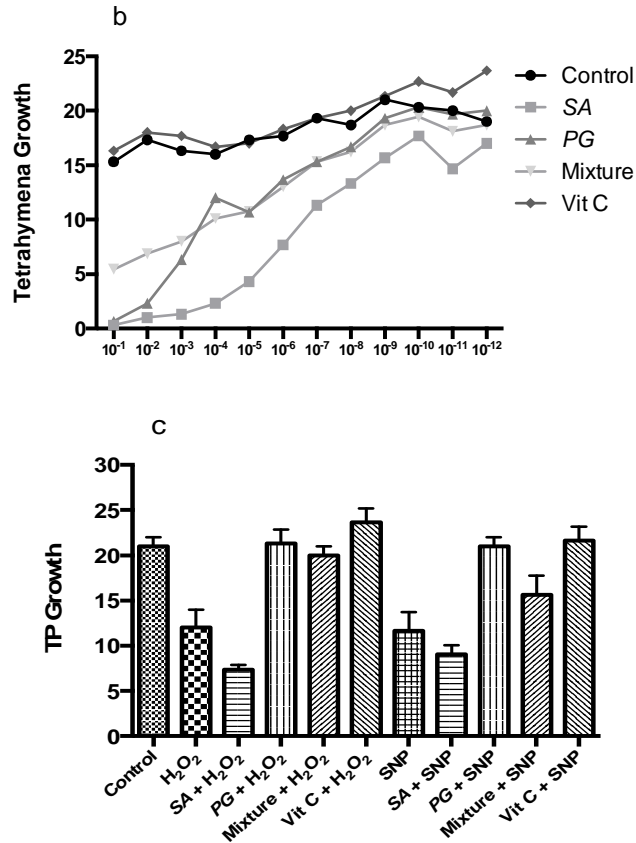 b
Tetrahymena Growth
25
20
15
10
5
0
10⁻¹ 10⁻² 10⁻³ 10⁻⁴ 10⁻⁵ 10⁻⁶ 10⁻⁷ 10⁻⁸ 10⁻⁹ 10⁻¹⁰ 10⁻¹¹ 10⁻¹²
Control
SA
PG
Mixture
Vit C
c
TP Growth
30
25
20
15
10
5
0
Control
H₂O₂
SA + H₂O₂
PG + H₂O₂
Mixture + H₂O₂
Vit C + H₂O₂
SNP
SA + SNP
PG + SNP
Mixture + SNP
Vit C + SNP